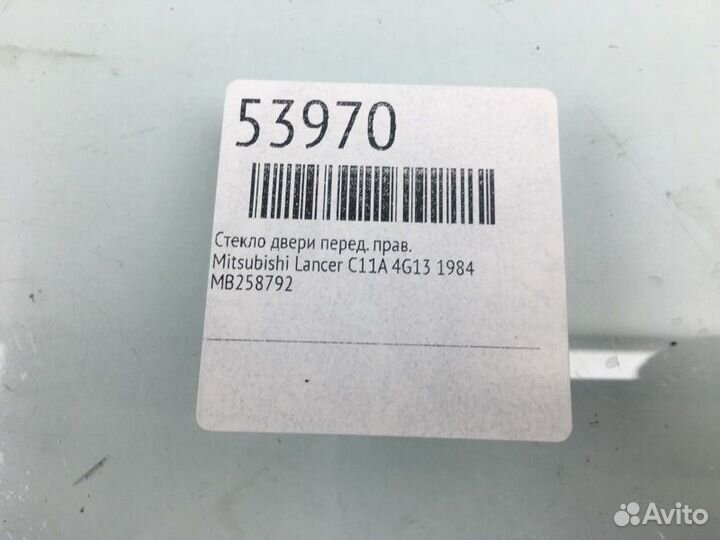 53970
Стекло двери перед. прав.
Mitsubishi Lancer C11A 4G13 1984
MB258792
Avito